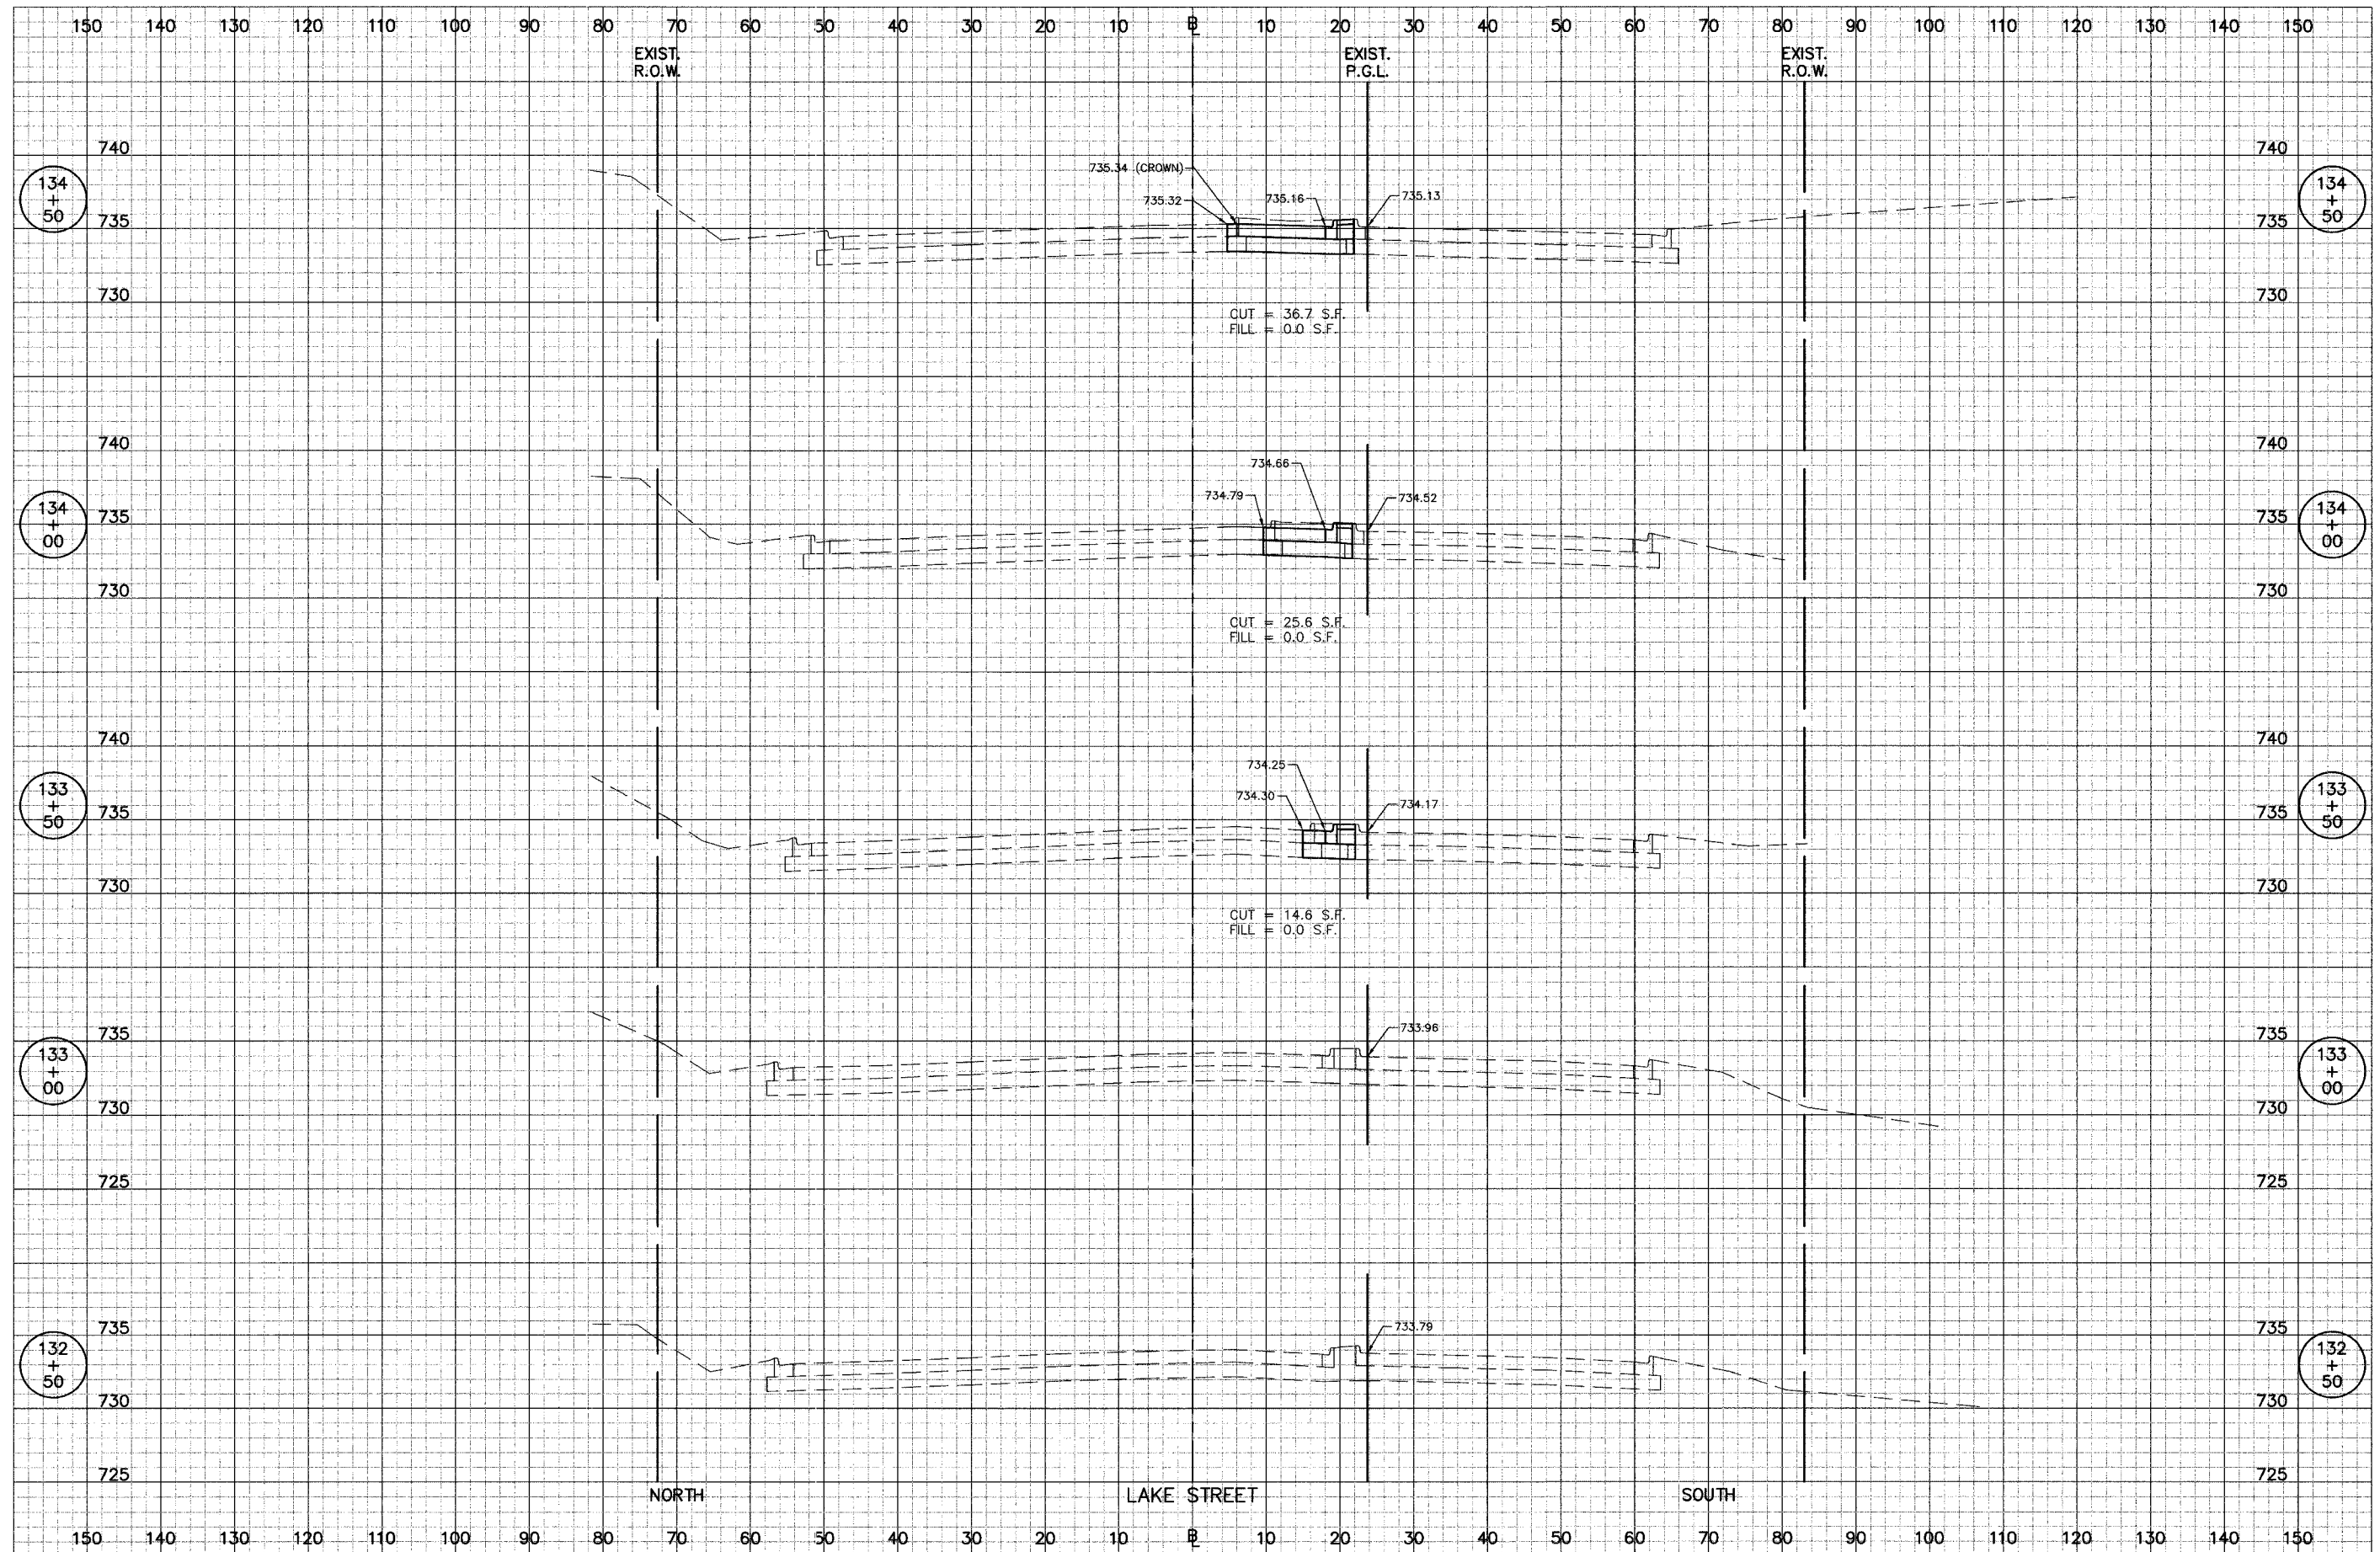 150 140 130 120 110 100 90 80 70 60 50 40 30 20 10 B 10 20 30 40 50 60 70 80 90 100 110 120 130 140 150
EXIST. EXIST. EXIST.
R.O.W. P.G.L. R.O.W.
740 740
735.34 (CROWN)
134 134
+ +
50 50
735.32 735.16 735.13
735 735
730 730
CUT = 36.7 S.F.
FILL = 0.0 S.F.
740 740
734.66
734.79 734.52
134 134
+ +
00 00
735 735
730 730
CUT = 25.6 S.F.
FILL = 0.0 S.F.
740 740
734.25
734.30 734.17
133 133
+ +
50 50
735 735
730 730
CUT = 14.6 S.F.
FILL = 0.0 S.F.
735 735
733.96
133 133
+ +
00 00
730 730
725 725
735 735
733.79
132 132
+ +
50 50
730 730
725 725
NORTH LAKE STREET SOUTH
150 140 130 120 110 100 90 80 70 60 50 40 30 20 10 B 10 20 30 40 50 60 70 80 90 100 110 120 130 140 150